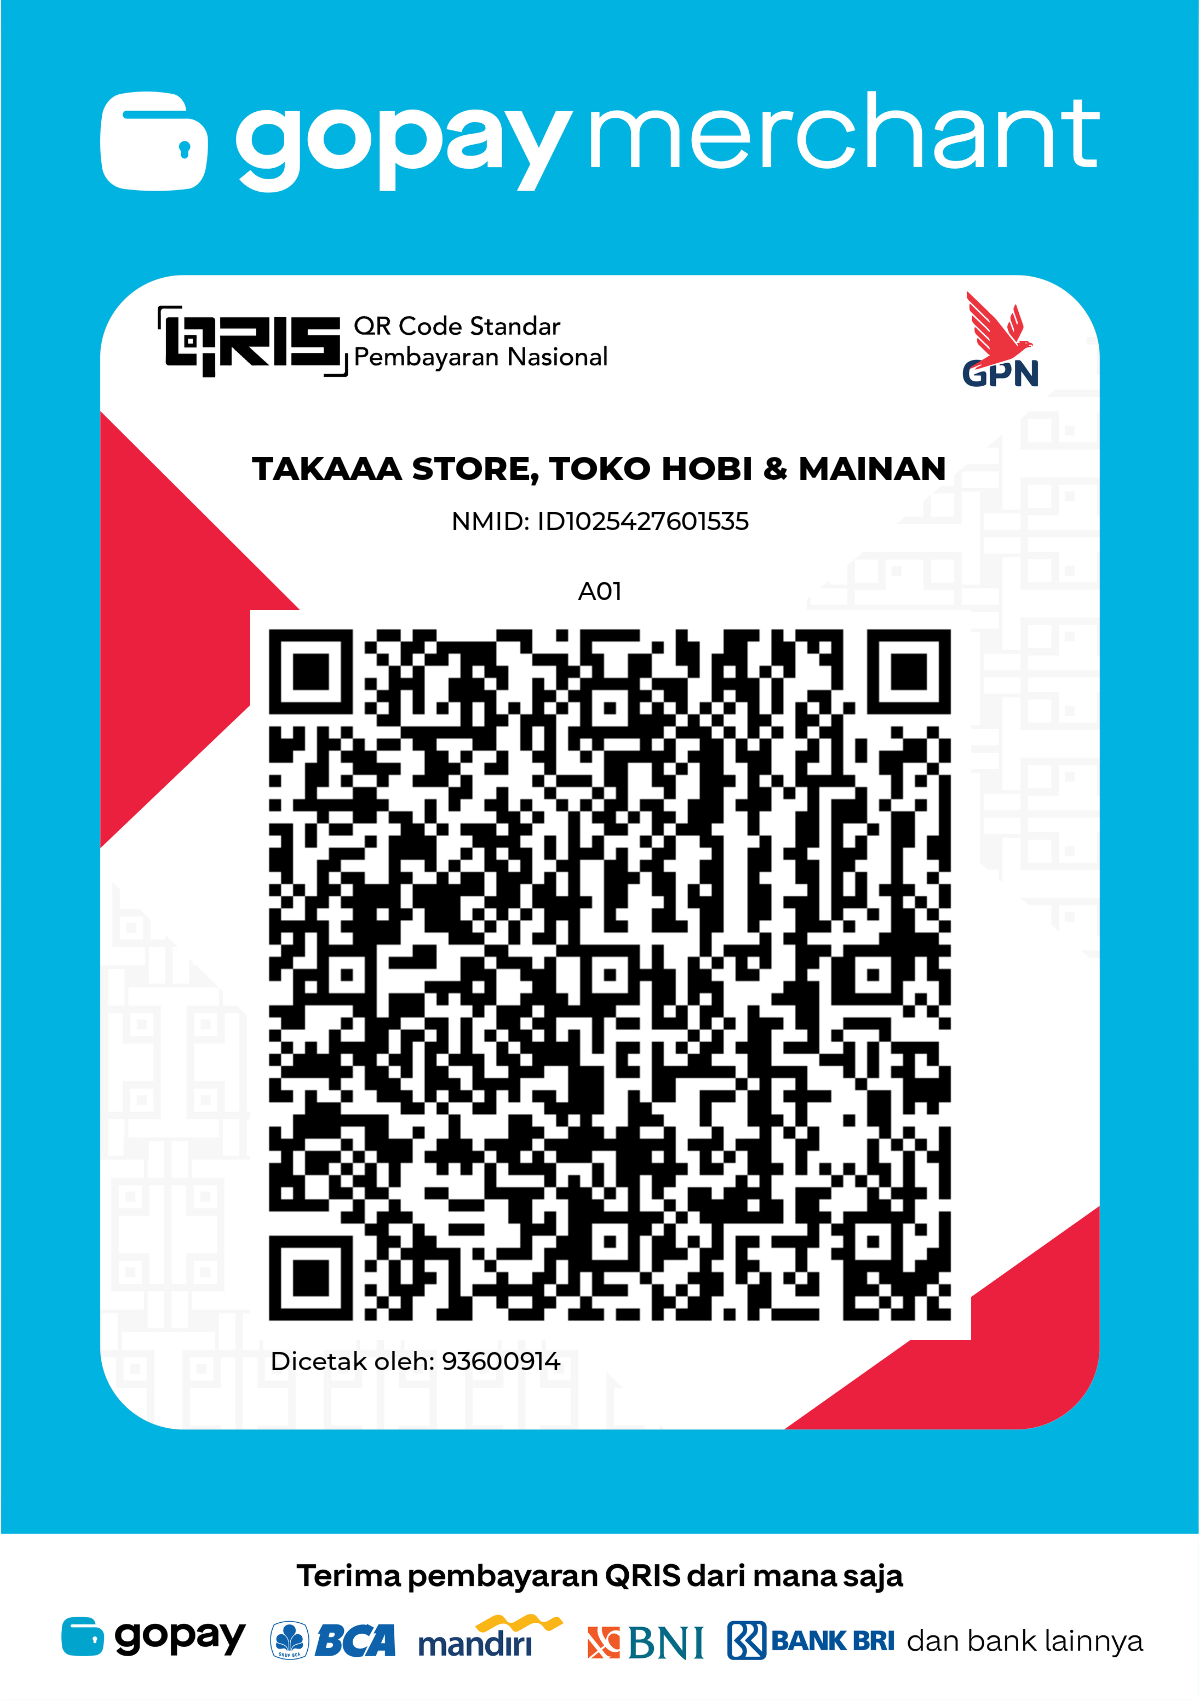 gopay merchant
QRIS QR Code Standar
Pembayaran Nasional
GPN
TAKAAA STORE, TOKO HOBI & MAINAN
NMID: ID1025427601535
A01
Dicetak oleh: 93600914
Terima pembayaran QRIS dari mana saja
gopay BCA mandiri BNI BANK BRI dan bank lainnya